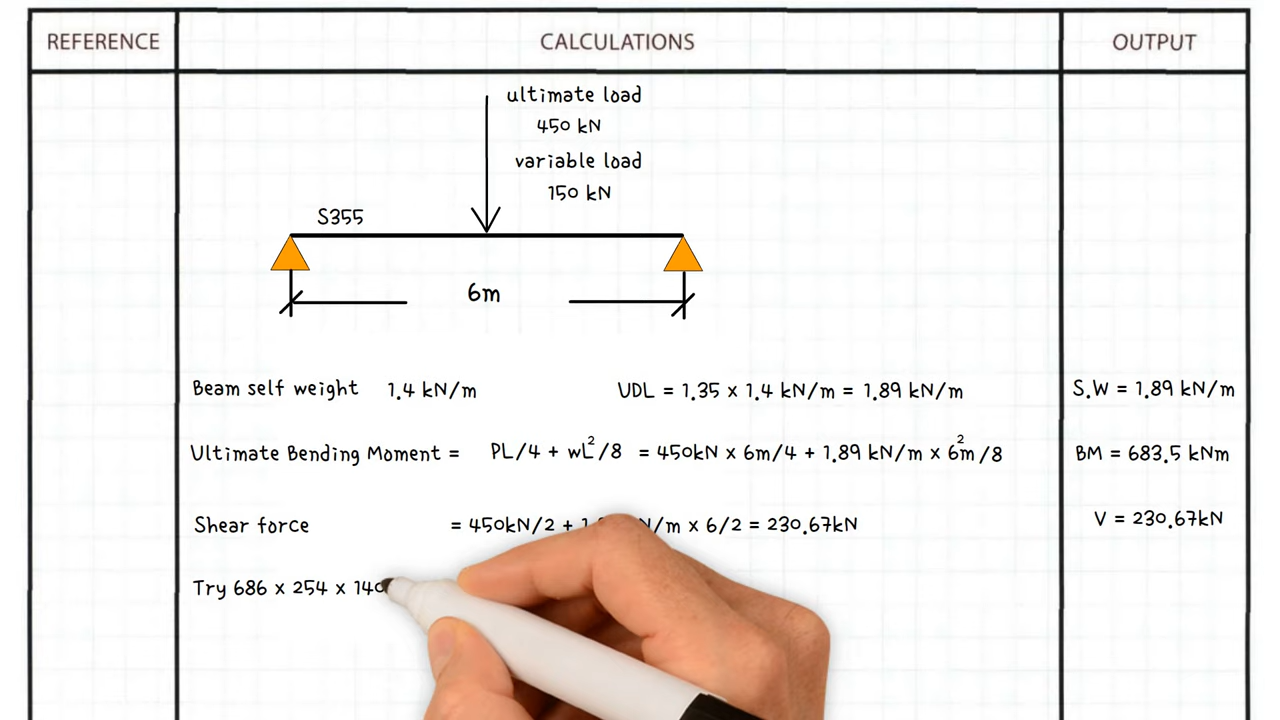 REFERENCE CALCULATIONS OUTPUT
ultimate load
450 kN
variable load
150 kN
S355
6m
Beam self weight 1.4 kN/m UDL = 1.35 x 1.4 kN/m = 1.89 kN/m S.W = 1.89 kN/m
Ultimate Bending Moment = PL/4 + wL²/8 = 450kN x 6m/4 + 1.89 kN/m x 6m²/8 BM = 683.5 kNm
Shear force = 450kN/2 + /m x 6/2 = 230.67kN V = 230.67kN
Try 686 x 254 x 140